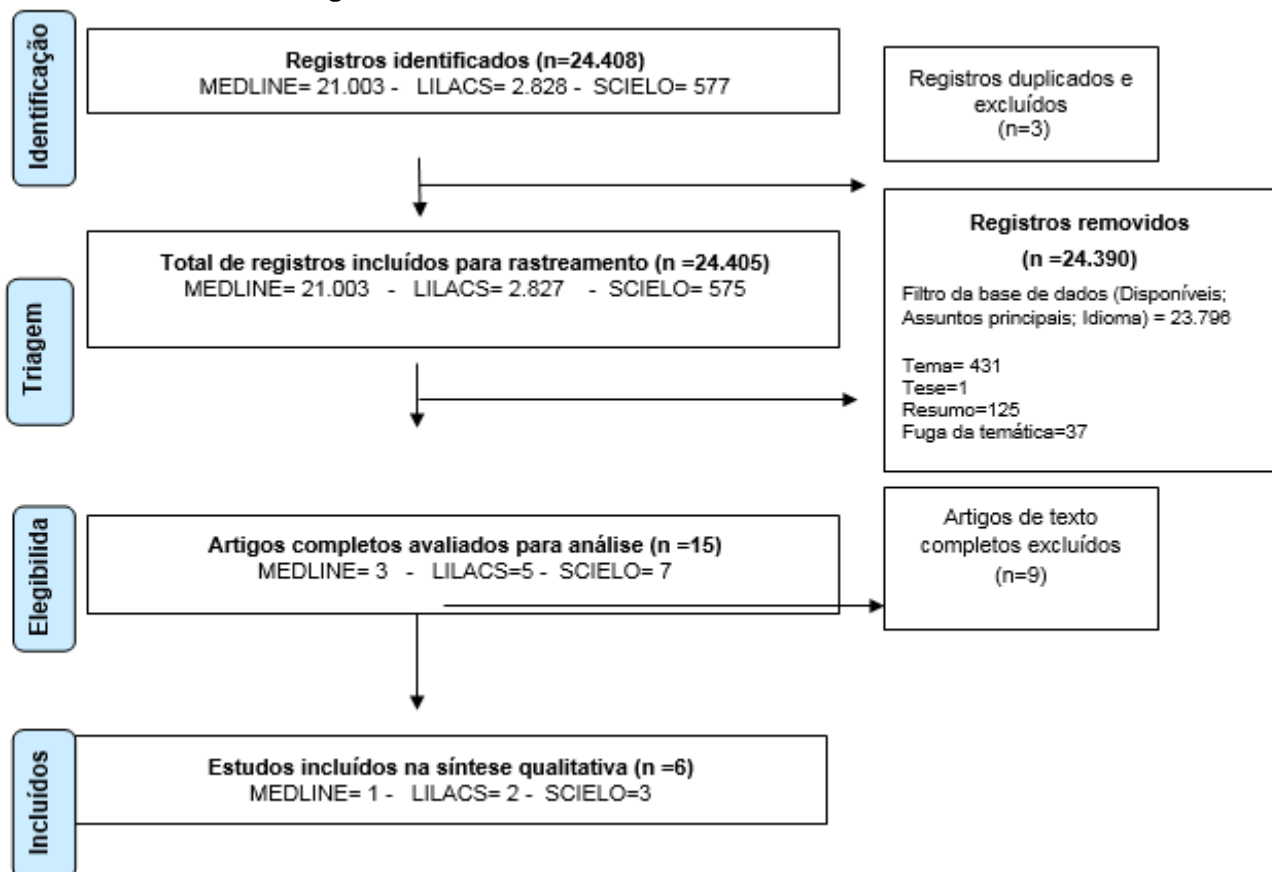 Identificação
Registros identificados (n=24.408)
MEDLINE= 21.003 - LILACS= 2.828 - SCIELO= 577
Registros duplicados e
excluídos
(n=3)
Triagem
Total de registros incluídos para rastreamento (n =24.405)
MEDLINE= 21.003 - LILACS= 2.827 - SCIELO= 575
Registros removidos
(n =24.390)
Filtro da base de dados (Disponíveis;
Assuntos principais; Idioma) = 23.796
Tema= 431
Tese=1
Resumo=125
Fuga da temática=37
Elegibilida
Artigos completos avaliados para análise (n =15)
MEDLINE= 3 - LILACS=5 - SCIELO= 7
Artigos de texto
completos excluídos
(n=9)
Incluídos
Estudos incluídos na síntese qualitativa (n =6)
MEDLINE= 1 - LILACS= 2 - SCIELO=3